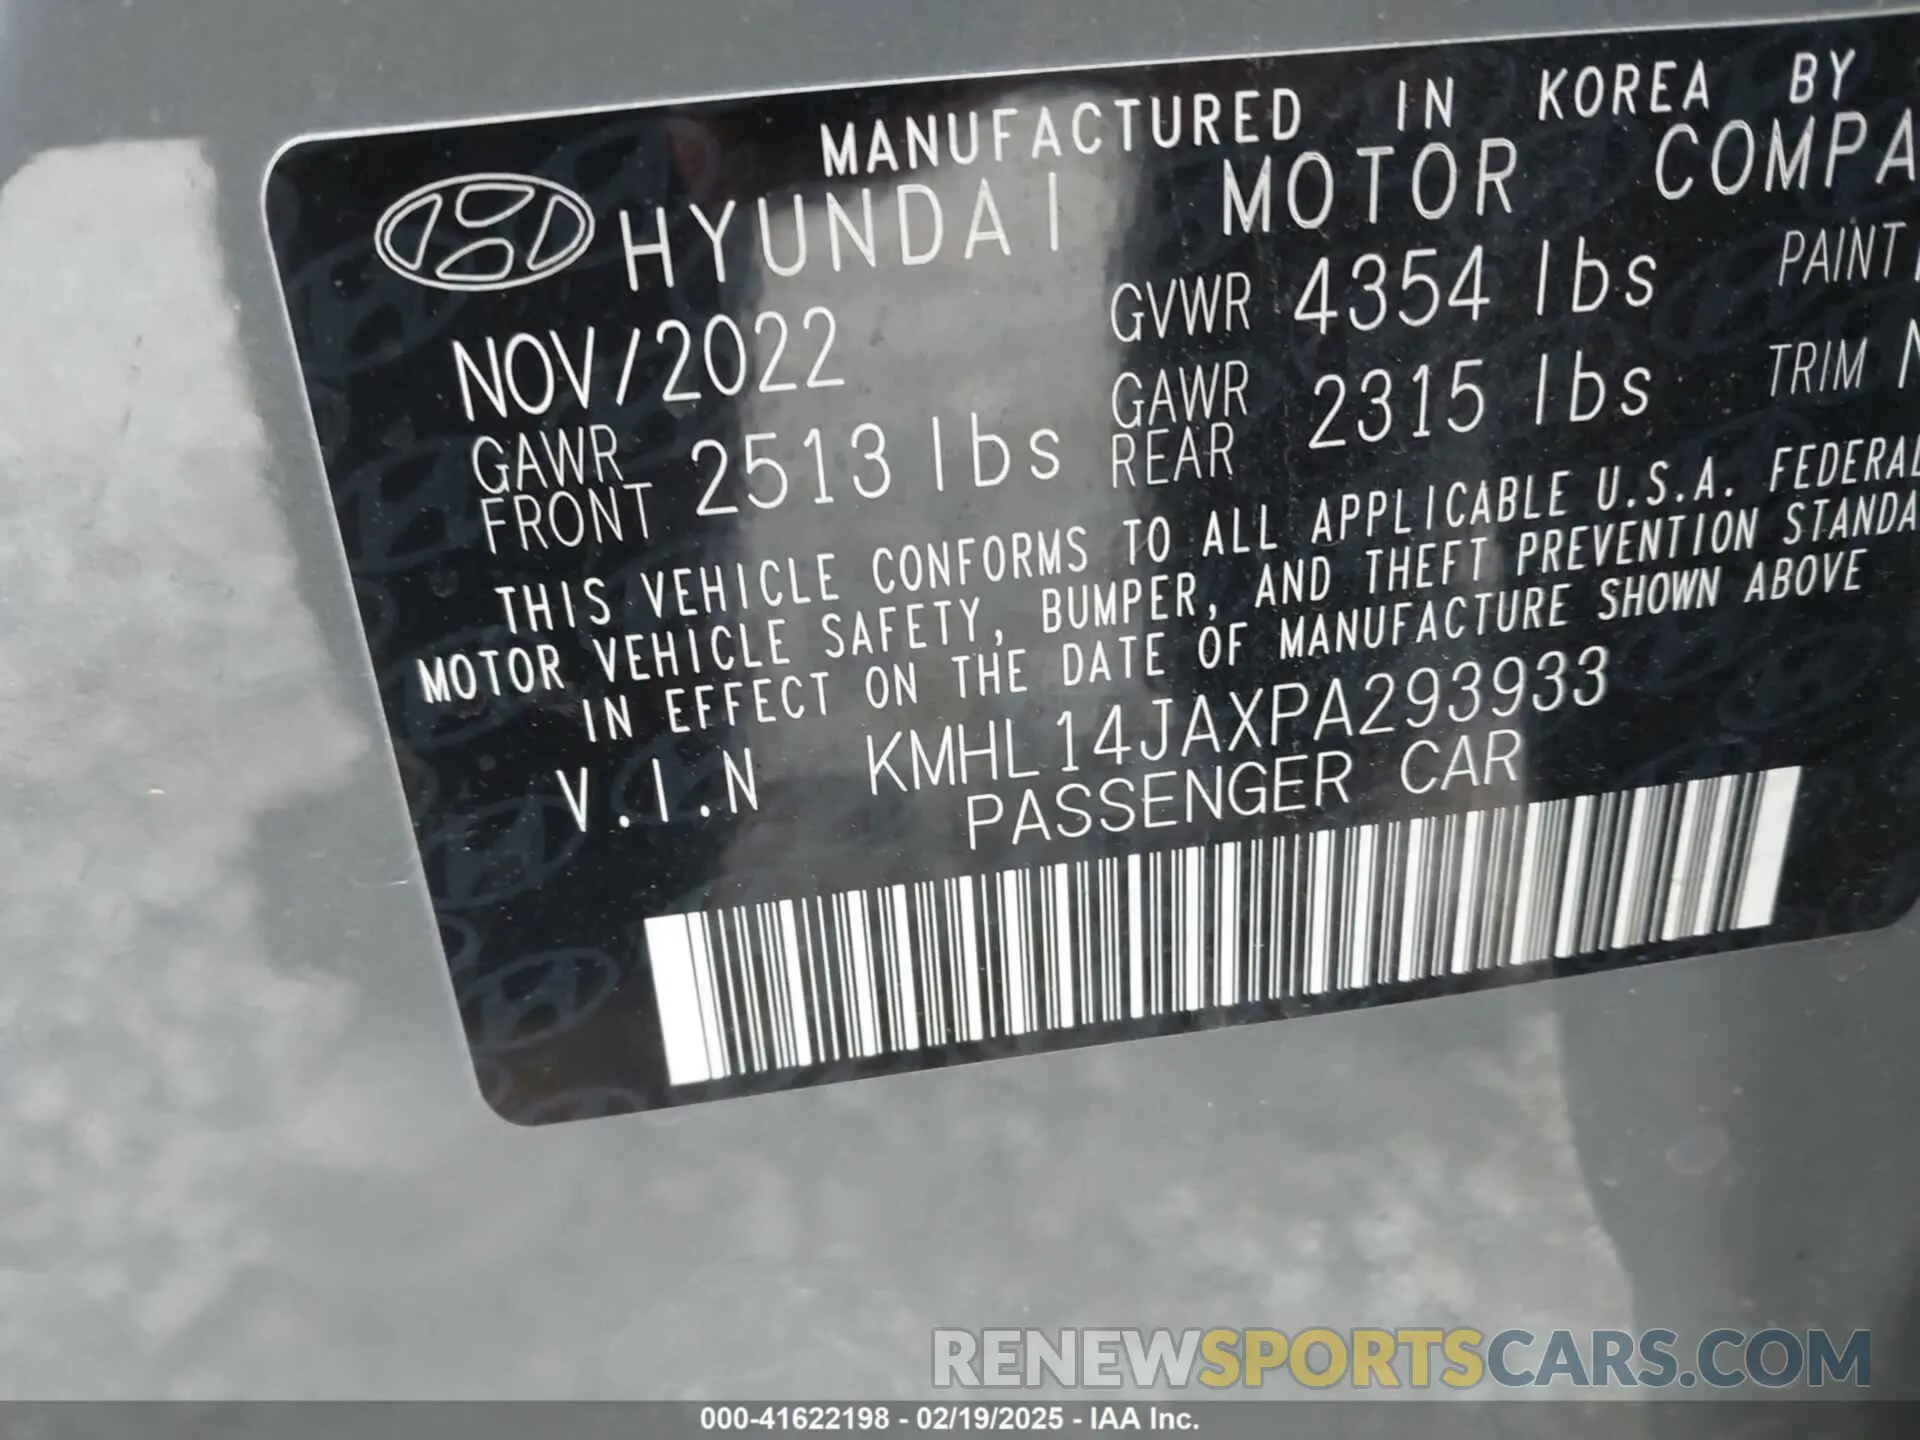 MANUFACTURED IN KOREA BY
HYUNDAI MOTOR COMPA
NOV/2022 GVWR 4354 lbs PAINT
GAWR FRONT 2513 lbs GAWR REAR 2315 lbs TRIM
THIS VEHICLE CONFORMS TO ALL APPLICABLE U.S.A. FEDERAL
MOTOR VEHICLE SAFETY, BUMPER, AND THEFT PREVENTION STANDA
IN EFFECT ON THE DATE OF MANUFACTURE SHOWN ABOVE
V.I.N KMHL14JAXPA293933
PASSENGER CAR
RENEWSPORTSCARS.COM
000-41622198 - 02/19/2025 - IAA Inc.